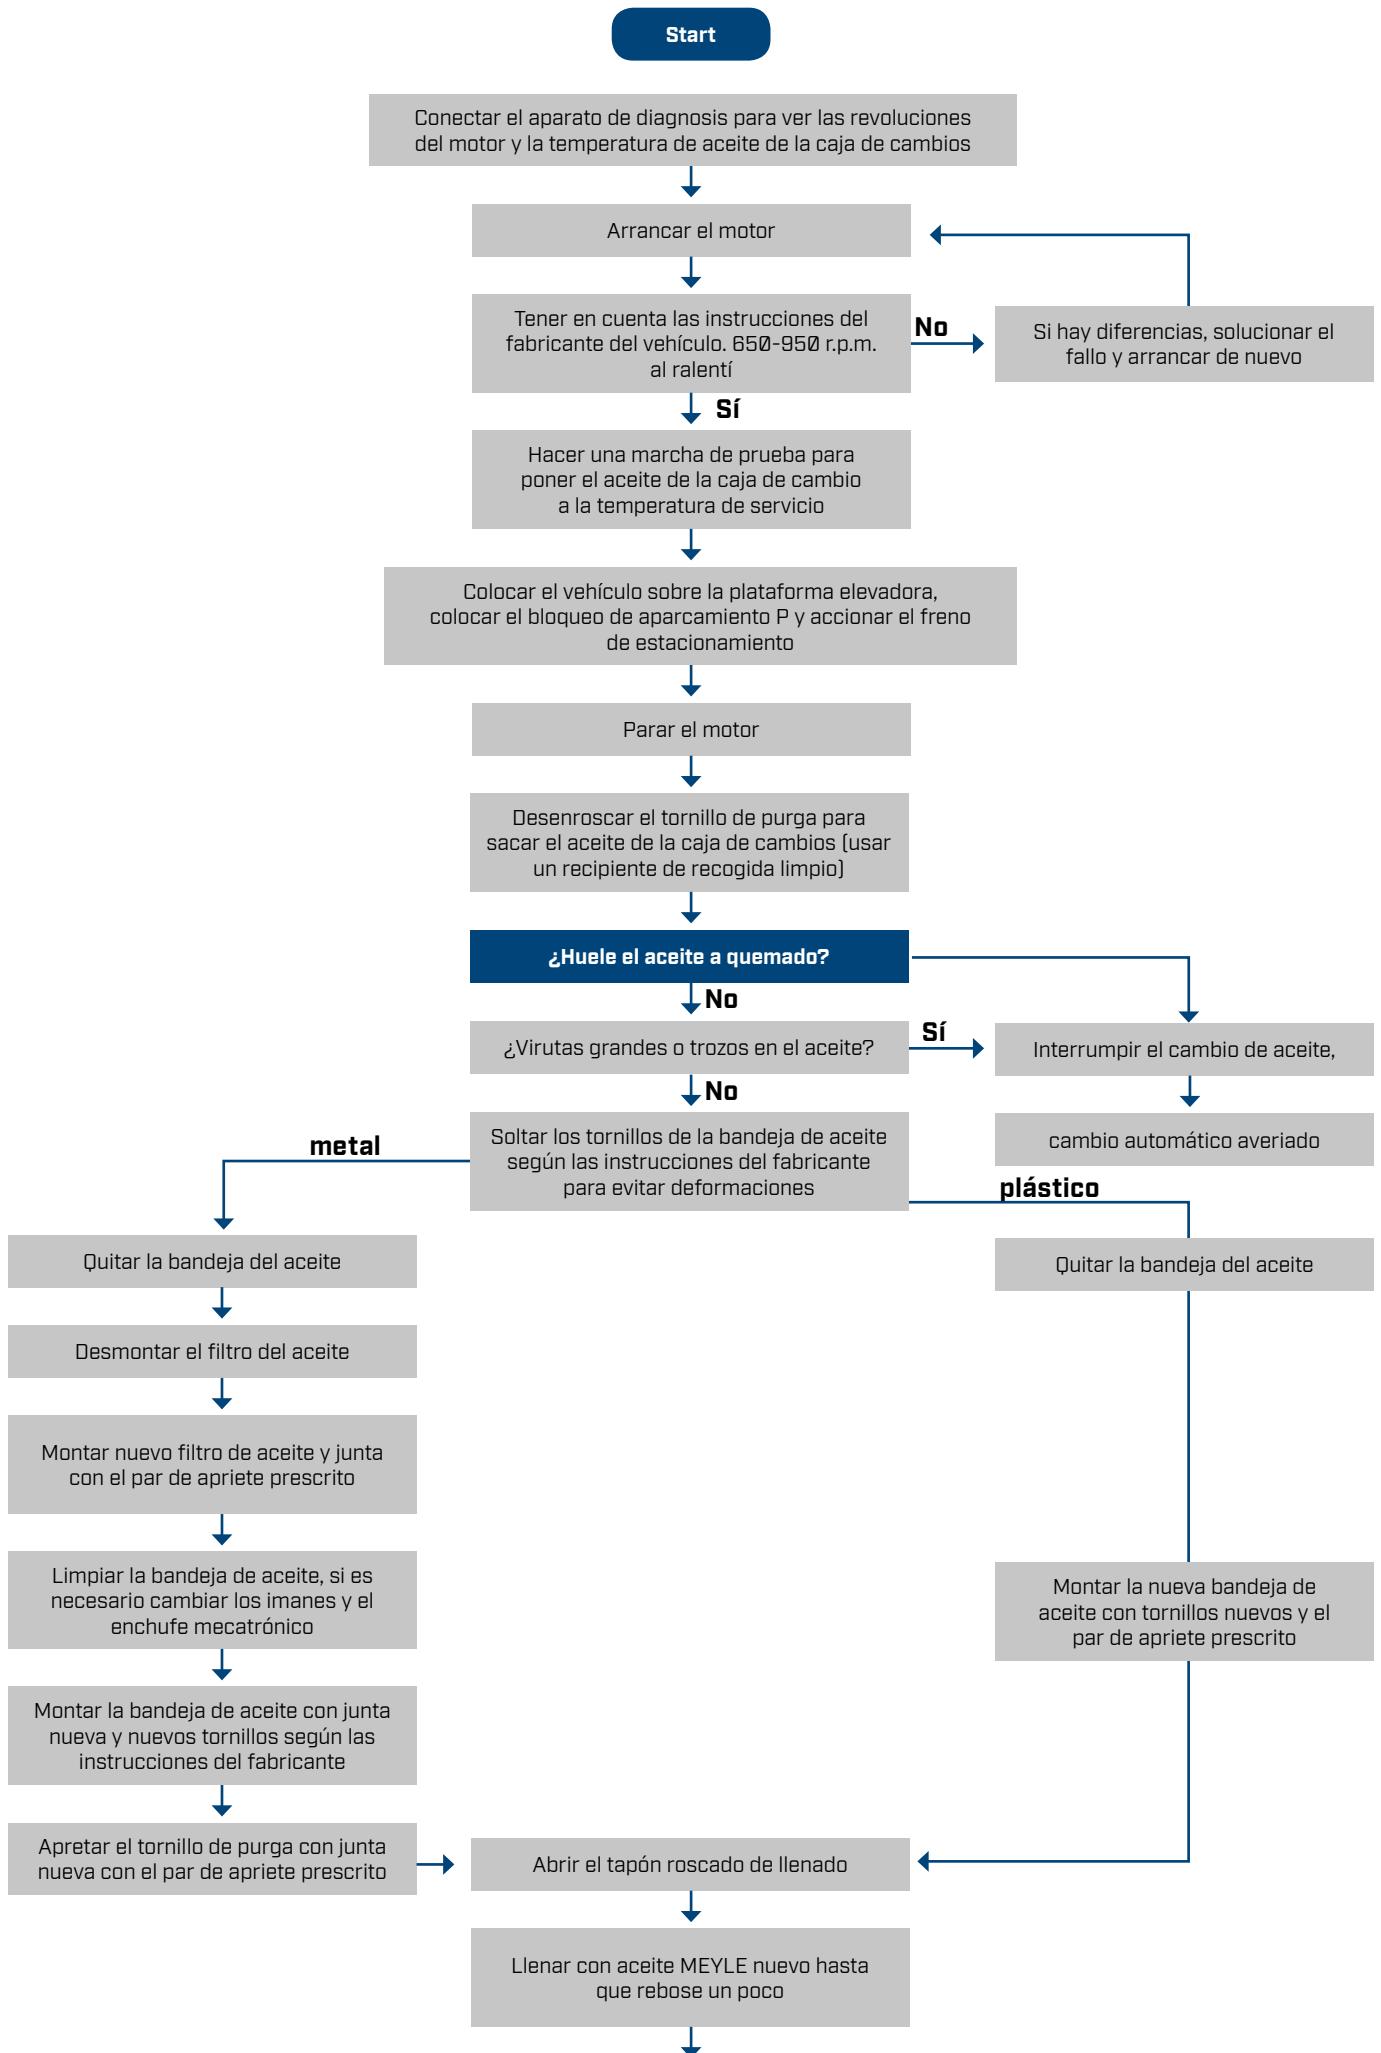 Start
Conectar el aparato de diagnosis para ver las revoluciones
del motor y la temperatura de aceite de la caja de cambios
Arrancar el motor
Tener en cuenta las instrucciones del
fabricante del vehículo. 650-950 r.p.m.
al ralentí
No
Si hay diferencias, solucionar el
fallo y arrancar de nuevo
Sí
Hacer una marcha de prueba para
poner el aceite de la caja de cambio
a la temperatura de servicio
Colocar el vehículo sobre la plataforma elevadora,
colocar el bloqueo de aparcamiento P y accionar el freno
de estacionamiento
Parar el motor
Desenroscar el tornillo de purga para
sacar el aceite de la caja de cambios (usar
un recipiente de recogida limpio)
¿Huele el aceite a quemado?
No
¿Virutas grandes o trozos en el aceite?
Sí
Interrumpir el cambio de aceite,
No
cambio automático averiado
Soltar los tornillos de la bandeja de aceite
según las instrucciones del fabricante
para evitar deformaciones
metal
plástico
Quitar la bandeja del aceite
Quitar la bandeja del aceite
Desmontar el filtro del aceite
Montar nuevo filtro de aceite y junta
con el par de apriete prescrito
Limpiar la bandeja de aceite, si es
necesario cambiar los imanes y el
enchufe mecatrónico
Montar la nueva bandeja de
aceite con tornillos nuevos y el
par de apriete prescrito
Montar la bandeja de aceite con junta
nueva y nuevos tornillos según las
instrucciones del fabricante
Apretar el tornillo de purga con junta
nueva con el par de apriete prescrito
Abrir el tapón roscado de llenado
Llenar con aceite MEYLE nuevo hasta
que rebose un poco